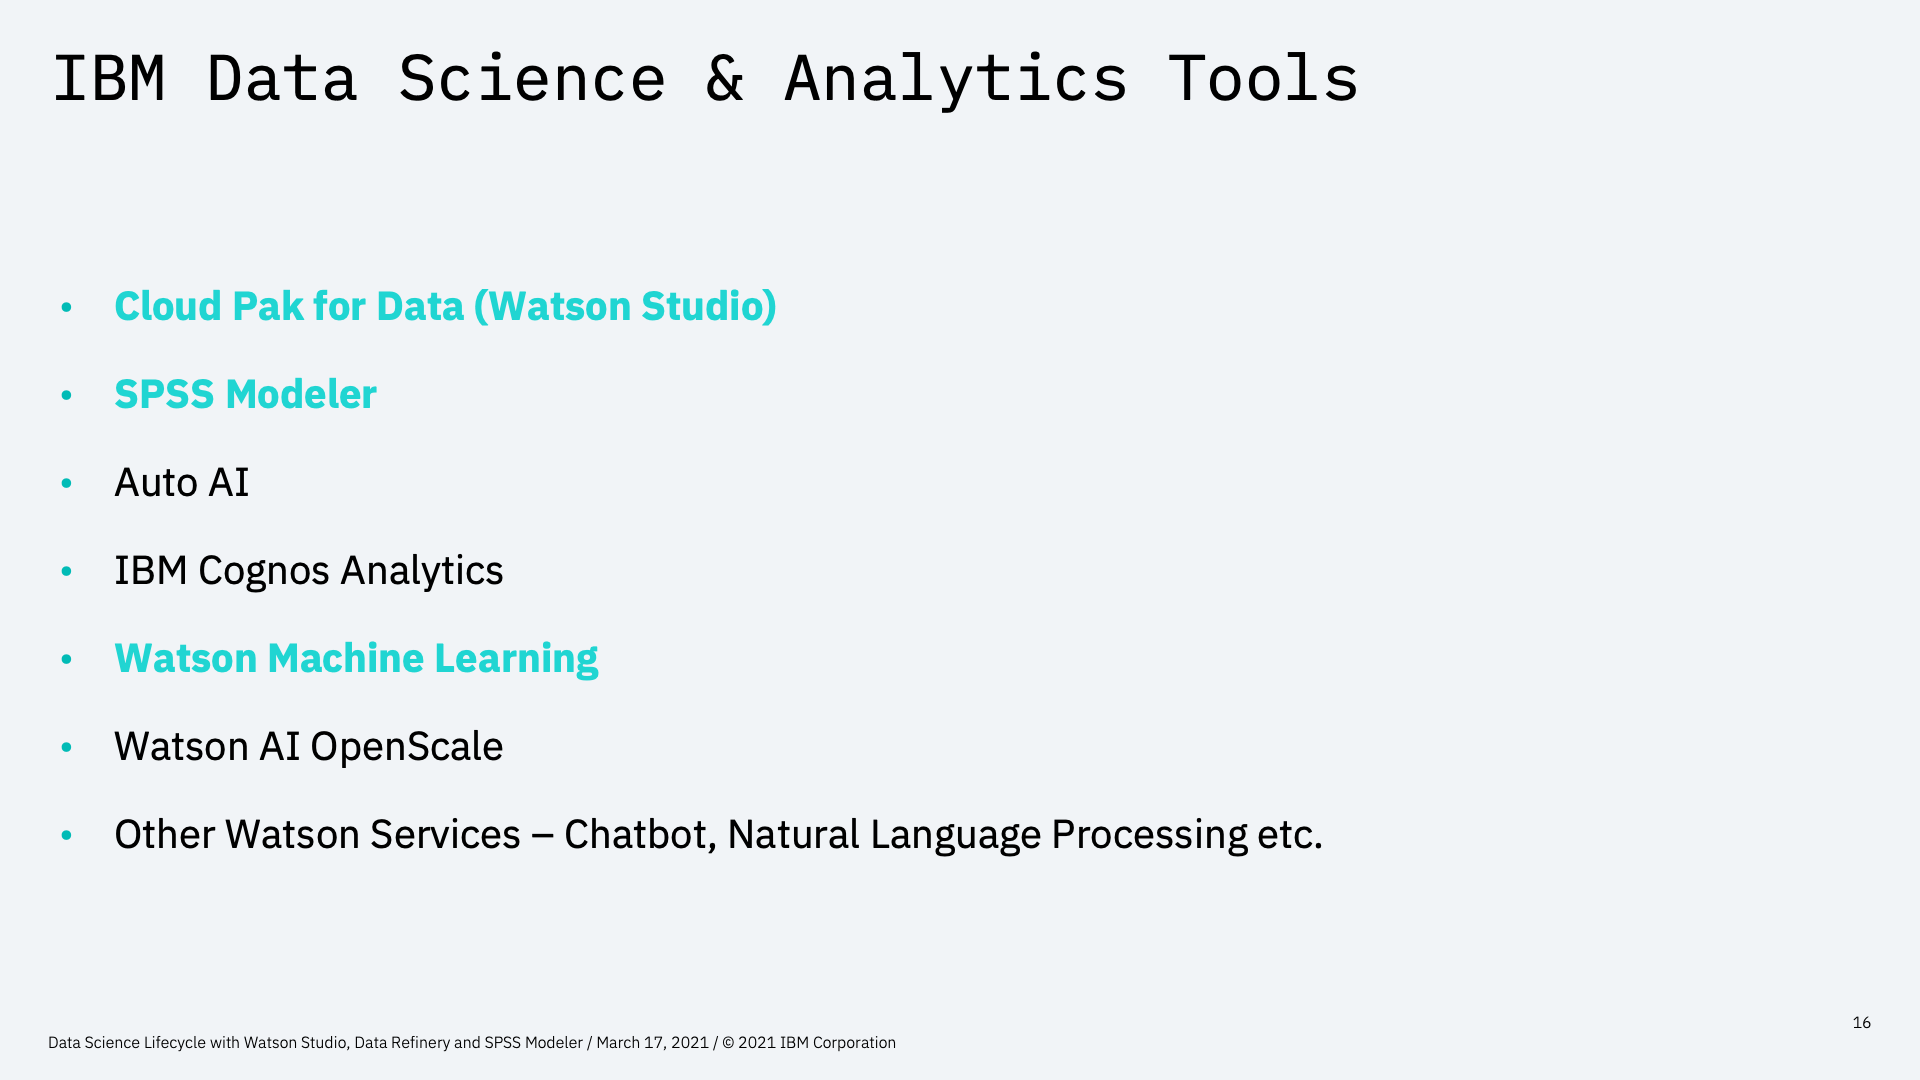 IBM Data Science & Analytics Tools
• Cloud Pak for Data (Watson Studio)
• SPSS Modeler
• Auto AI
• IBM Cognos Analytics
• Watson Machine Learning
• Watson AI OpenScale
• Other Watson Services – Chatbot, Natural Language Processing etc.
16
Data Science Lifecycle with Watson Studio, Data Refinery and SPSS Modeler / March 17, 2021 / © 2021 IBM Corporation